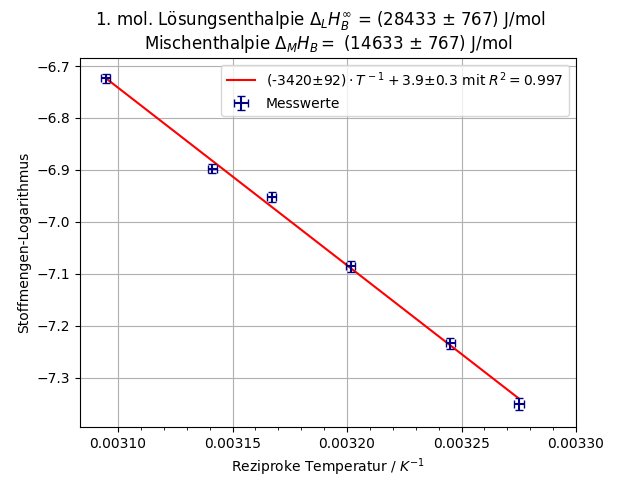 1. mol. Lösungsenthalpie Δ_LH_B^∞ = (28433 ± 767) J/mol
Mischenthalpie Δ_MH_B = (14633 ± 767) J/mol
(-3420±92) · T⁻¹ + 3.9±0.3 mit R² = 0.997
Messwerte
Stoffmengen-Logarithmus
−6.7
−6.8
−6.9
−7.0
−7.1
−7.2
−7.3
0.00310 0.00315 0.00320 0.00325 0.00330
Reziproke Temperatur / K⁻¹